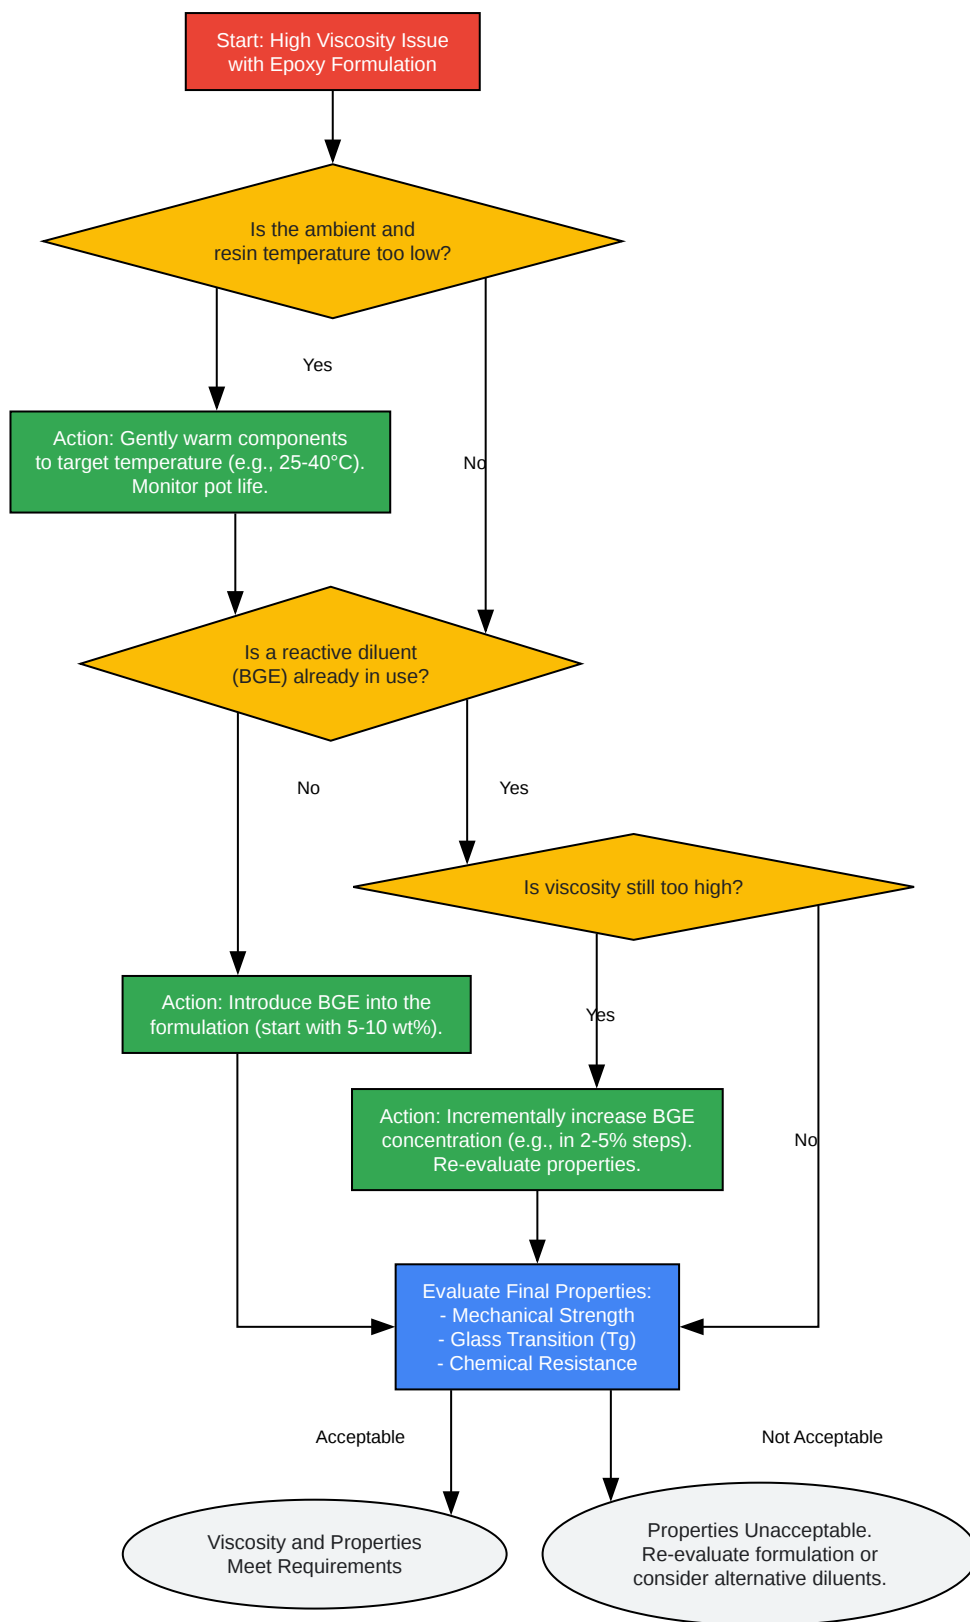 Start: High Viscosity Issue
with Epoxy Formulation
Is the ambient and
resin temperature too low?
Yes
Action: Gently warm components
to target temperature (e.g., 25-40°C).
Monitor pot life.
No
Is a reactive diluent
(BGE) already in use?
No
Yes
Is viscosity still too high?
Action: Introduce BGE into the
formulation (start with 5-10 wt%).
Yes
Action: Incrementally increase BGE
concentration (e.g., in 2-5% steps).
Re-evaluate properties.
No
Evaluate Final Properties:
- Mechanical Strength
- Glass Transition (Tg)
- Chemical Resistance
Acceptable
Not Acceptable
Viscosity and Properties
Meet Requirements
Properties Unacceptable.
Re-evaluate formulation or
consider alternative diluents.